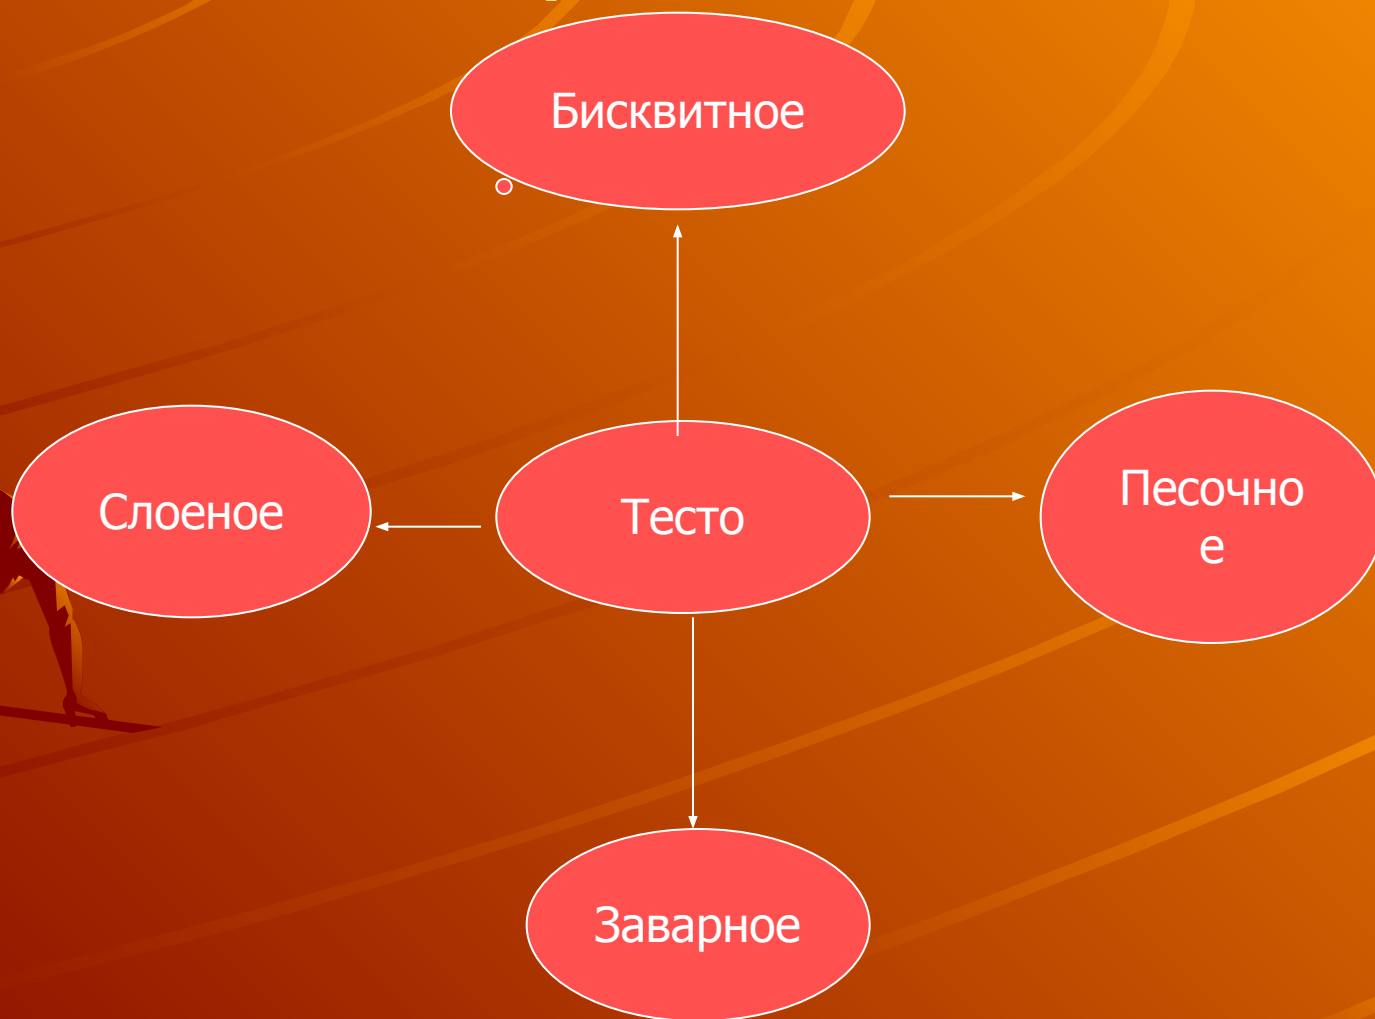 Бисквитное
Слоеное
Тесто
Песочно
е
Заварное